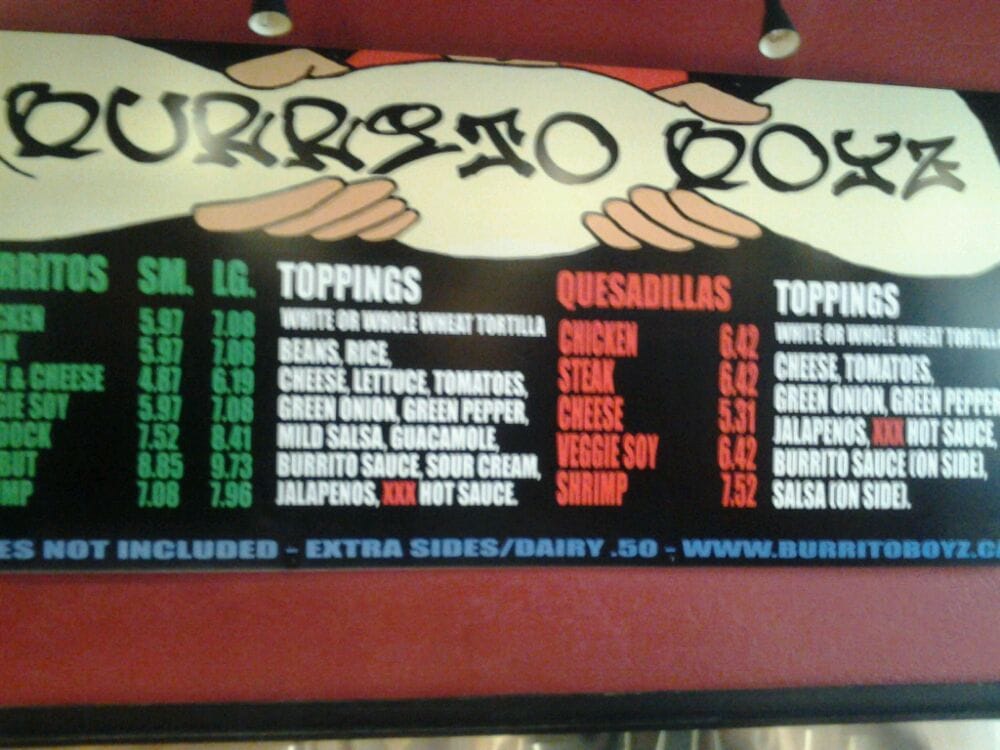 BURRITO BOYZ
RRITOS SM. LG.
CKEN 5.97 7.08
K 5.97 7.08
N & CHEESE 4.87 6.19
GIE SOY 5.97 7.08
DOCK 7.52 8.41
BUT 8.85 9.73
MP 7.08 7.96
TOPPINGS
WHITE OR WHOLE WHEAT TORTILLA
BEANS, RICE,
CHEESE, LETTUCE, TOMATOES,
GREEN ONION, GREEN PEPPER,
MILD SALSA, GUACAMOLE,
BURRITO SAUCE, SOUR CREAM,
JALAPENOS, XXX HOT SAUCE.
QUESADILLAS
CHICKEN 6.42
STEAK 6.42
CHEESE 5.31
VEGGIE SOY 6.42
SHRIMP 7.52
TOPPINGS
WHITE OR WHOLE WHEAT TORTILLA
CHEESE, TOMATOES,
GREEN ONION, GREEN PEPPER
JALAPENOS, XXX HOT SAUCE,
BURRITO SAUCE (ON SIDE),
SALSA (ON SIDE).
ES NOT INCLUDED - EXTRA SIDES/DAIRY .50 - WWW.BURRITOBOYZ.C